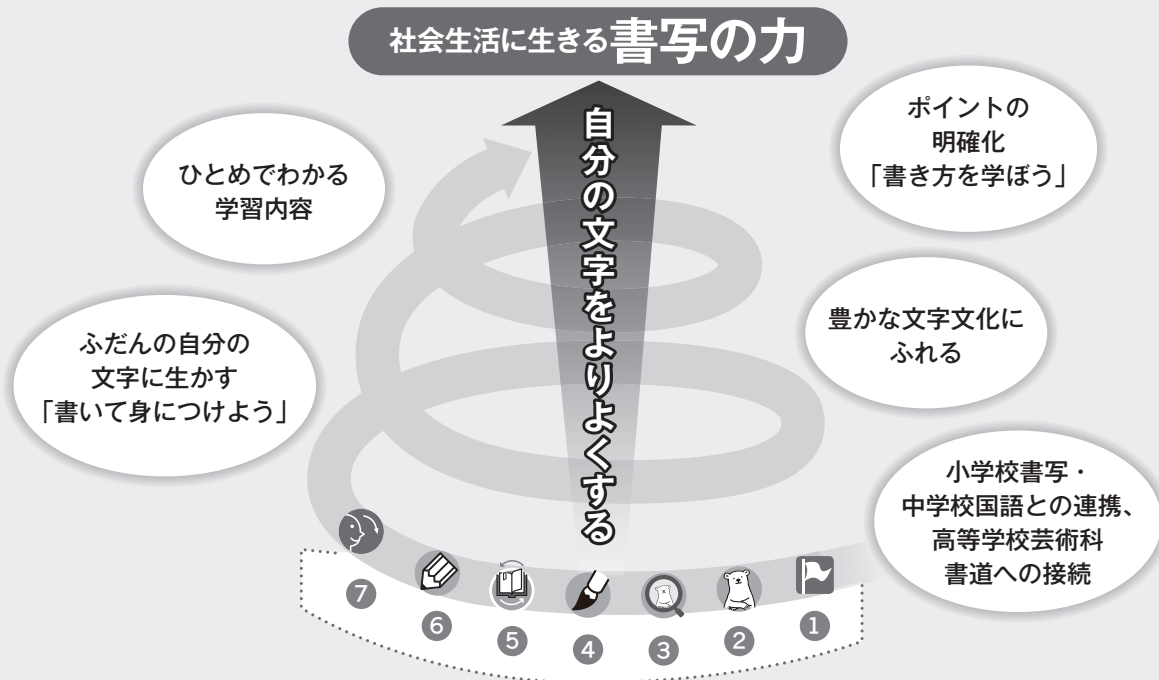 社会生活に生きる書写の力
自分の文字をよりよくする
ひとめでわかる
学習内容
ポイントの
明確化
「書き方を学ぼう」
ふだんの自分の
文字に生かす
「書いて身につけよう」
豊かな文字文化に
ふれる
小学校書写・
中学校国語との連携、
高等学校芸術科
書道への接続
7
6
5
4
3
2
1